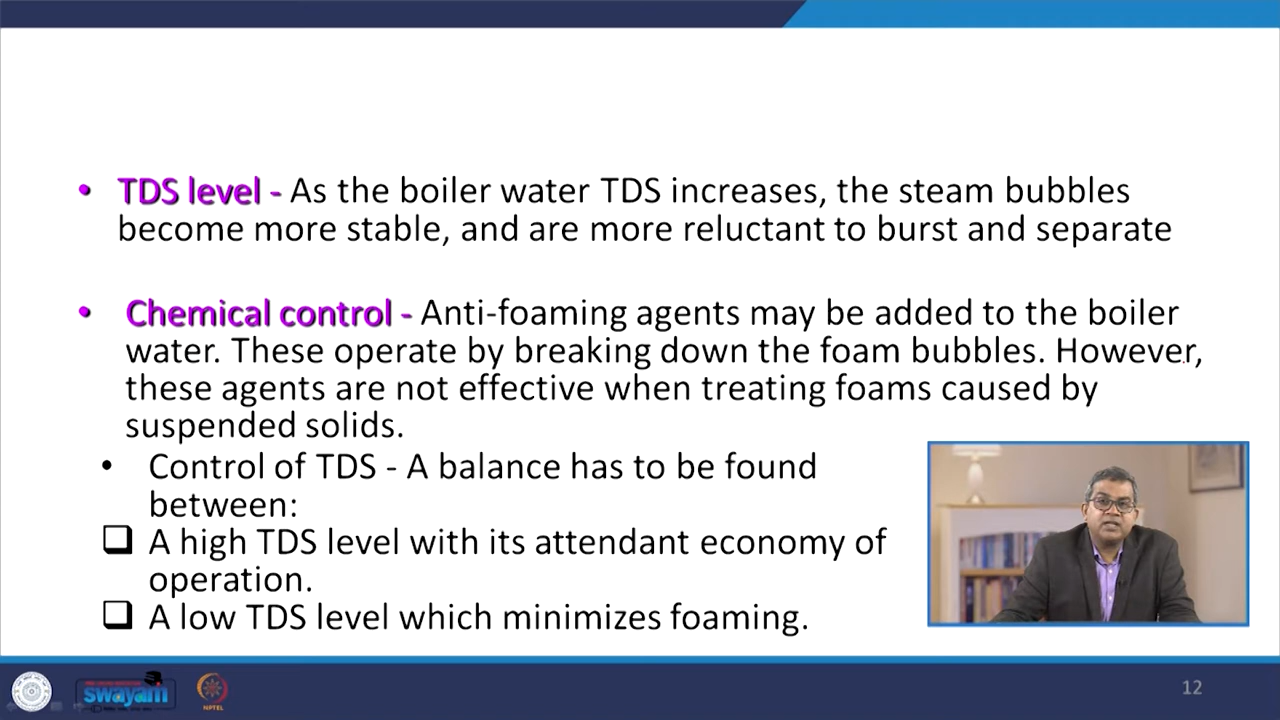 • TDS level - As the boiler water TDS increases, the steam bubbles
become more stable, and are more reluctant to burst and separate
• Chemical control - Anti-foaming agents may be added to the boiler
water. These operate by breaking down the foam bubbles. However,
these agents are not effective when treating foams caused by
suspended solids.
• Control of TDS - A balance has to be found
between:
❑ A high TDS level with its attendant economy of
operation.
❑ A low TDS level which minimizes foaming.
swayam
NPTEL
12